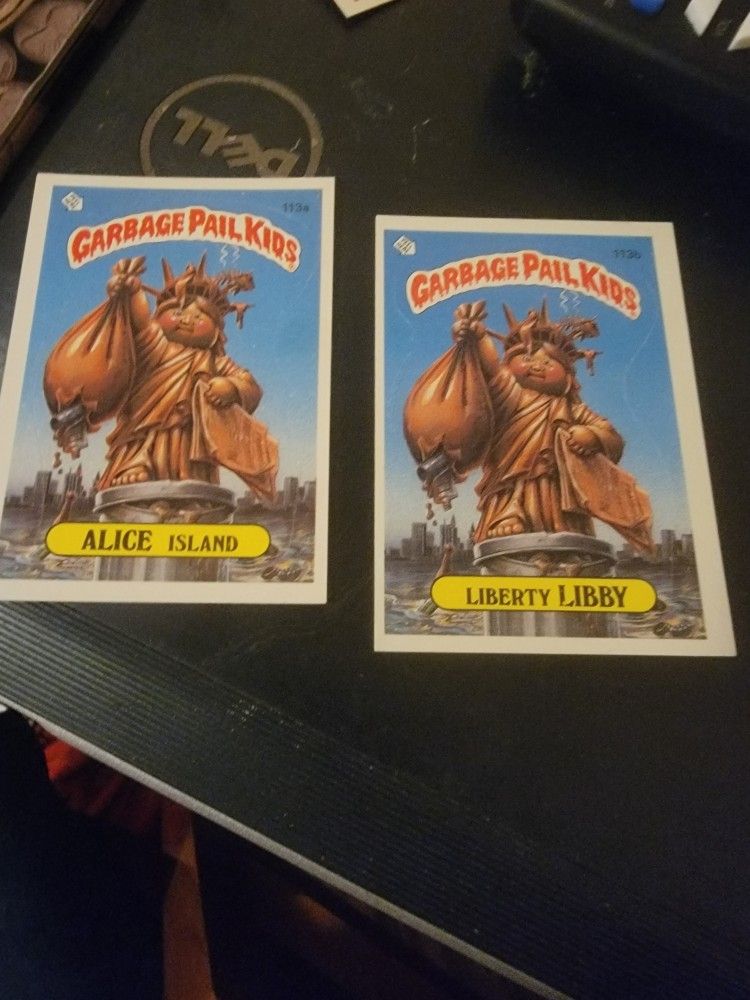 DELL
113a
GARBAGE PAIL KIDS
ALICE ISLAND
113b
GARBAGE PAIL KIDS
LIBERTY LIBBY